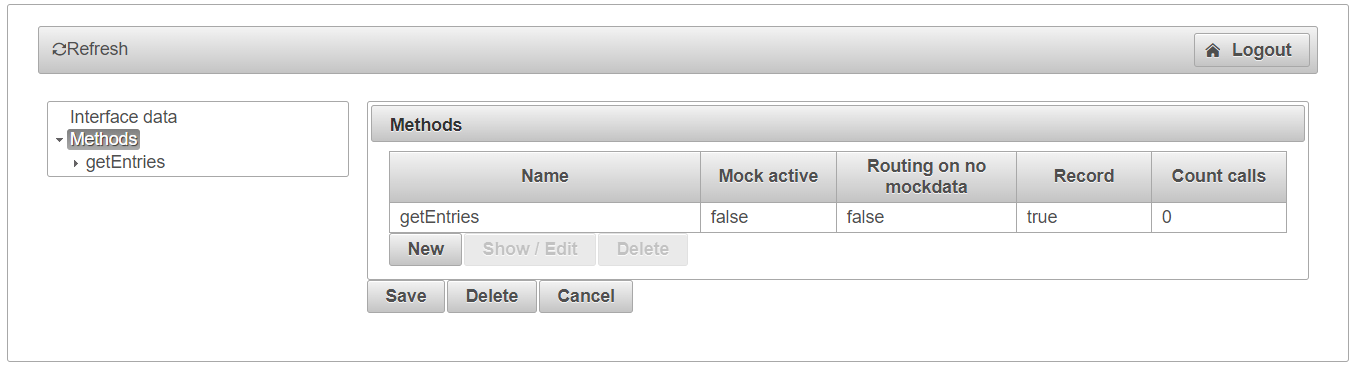 Refresh
Logout
Interface data
Methods
getEntries
Methods
Name Mock active Routing on no mockdata Record Count calls
getEntries false false true 0
New Show / Edit Delete
Save Delete Cancel